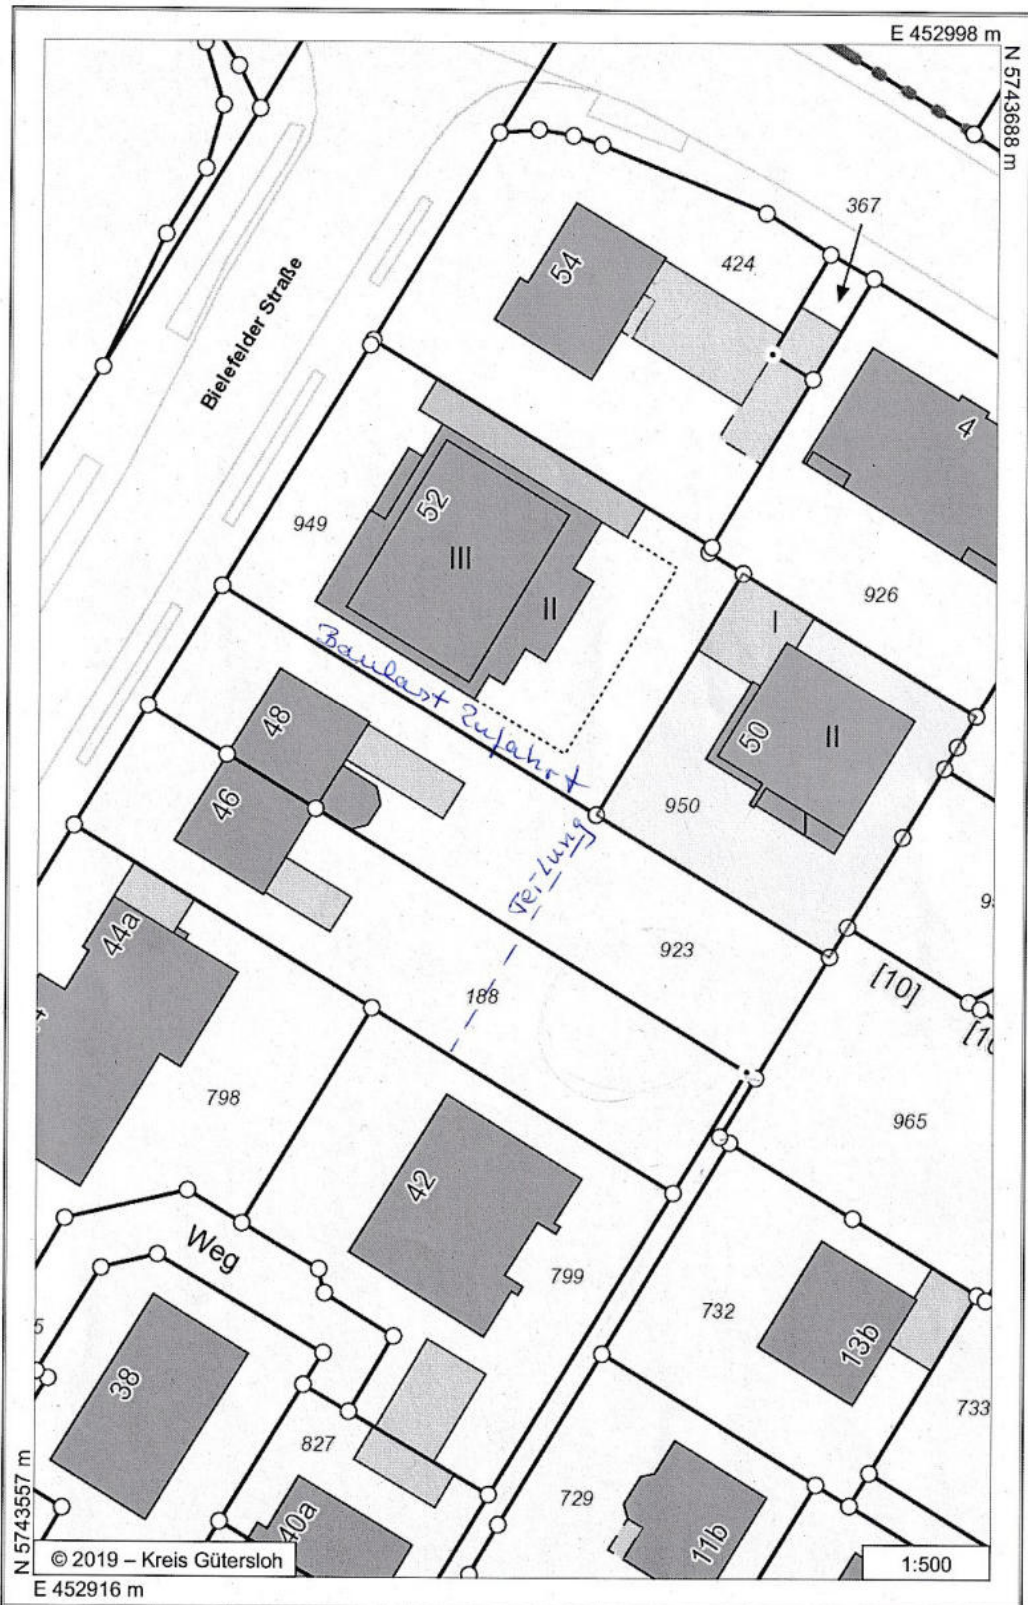 E 452998 m
N 5743688 m
367
424
54
Bielefelder Straße
4
52
949
III
II
926
I
Baulast Zufahrt
48
50
II
46
950
Teilung
44a
923
[10]
188
798
965
42
Weg
799
732
13b
38
733
827
729
40a
11b
N 5743557 m
© 2019 – Kreis Gütersloh
1:500
E 452916 m